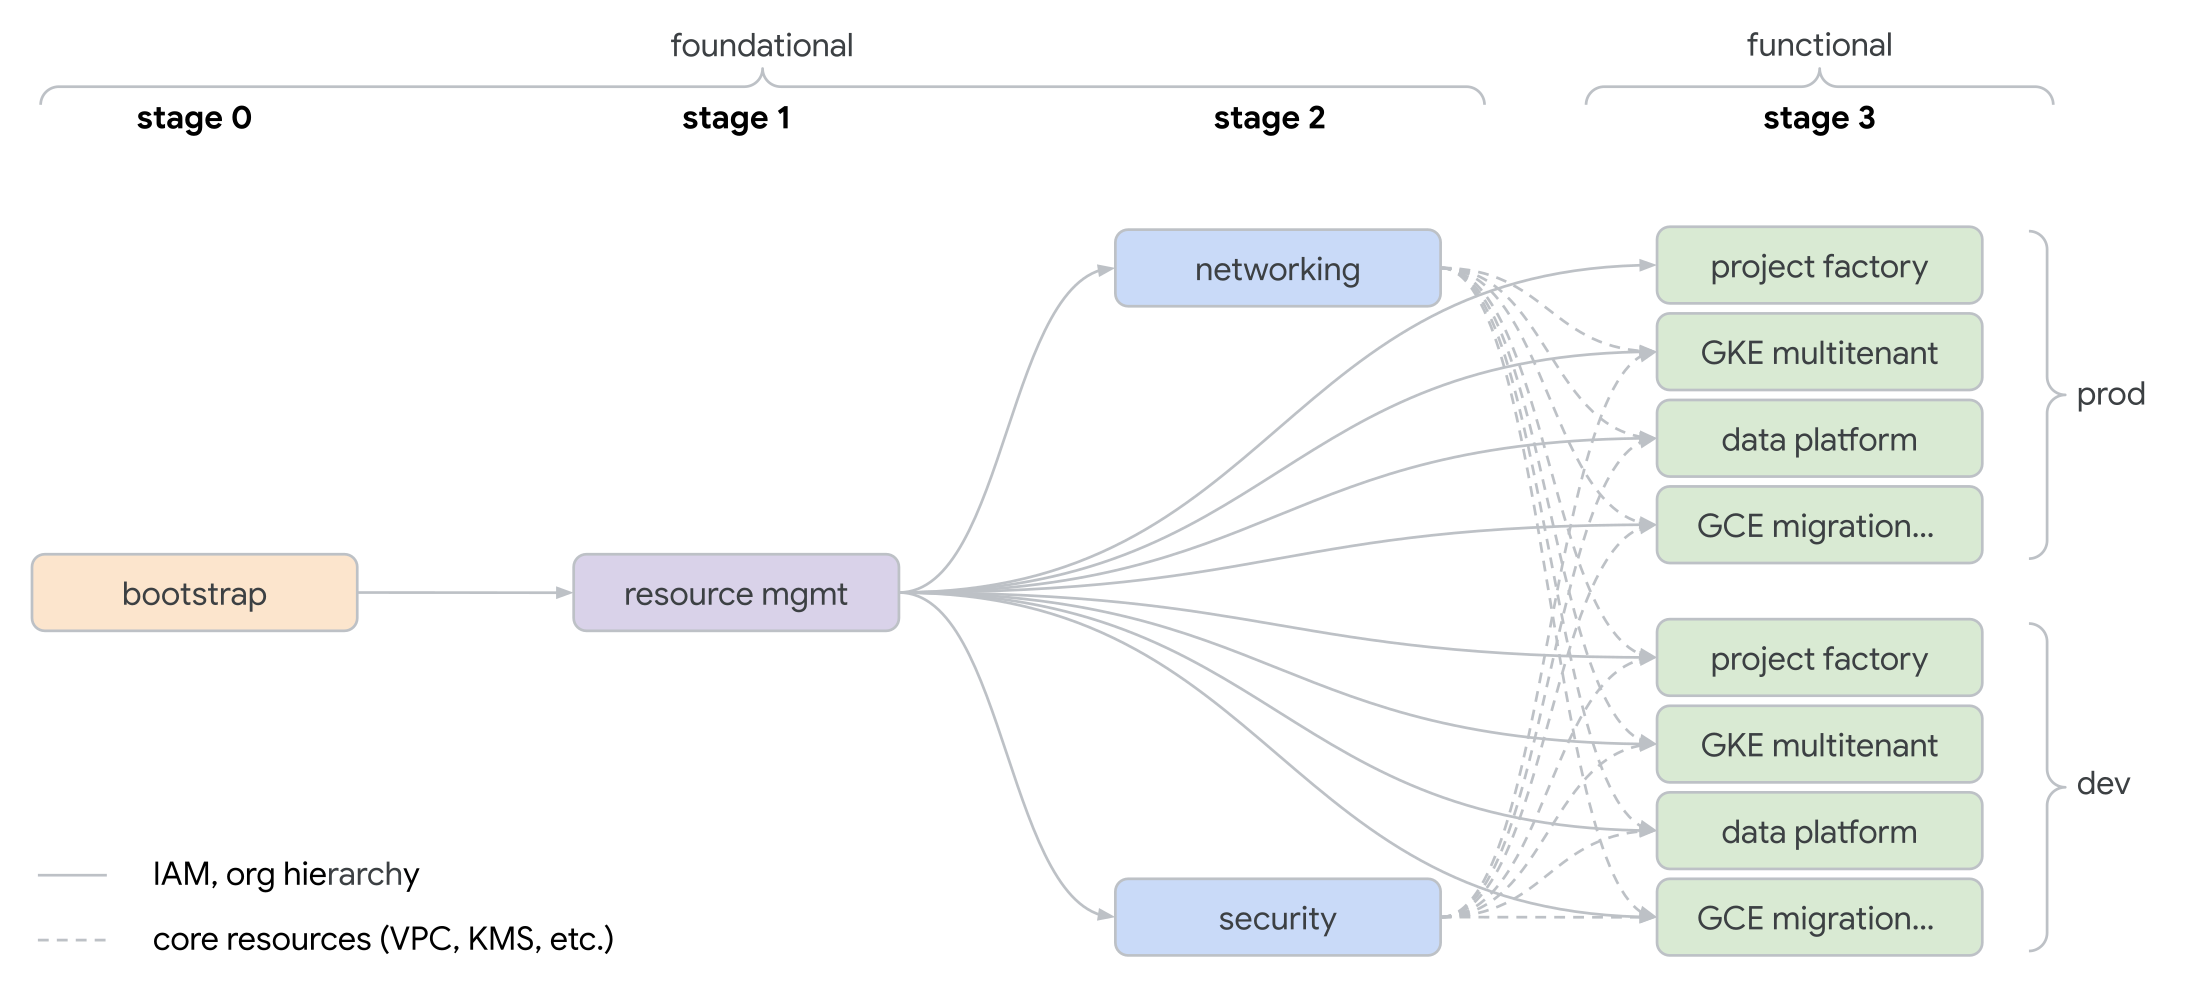 foundational
functional
stage 0
stage 1
stage 2
stage 3
networking
project factory
GKE multitenant
prod
data platform
GCE migration...
bootstrap
resource mgmt
project factory
GKE multitenant
dev
data platform
IAM, org hierarchy
security
GCE migration...
core resources (VPC, KMS, etc.)